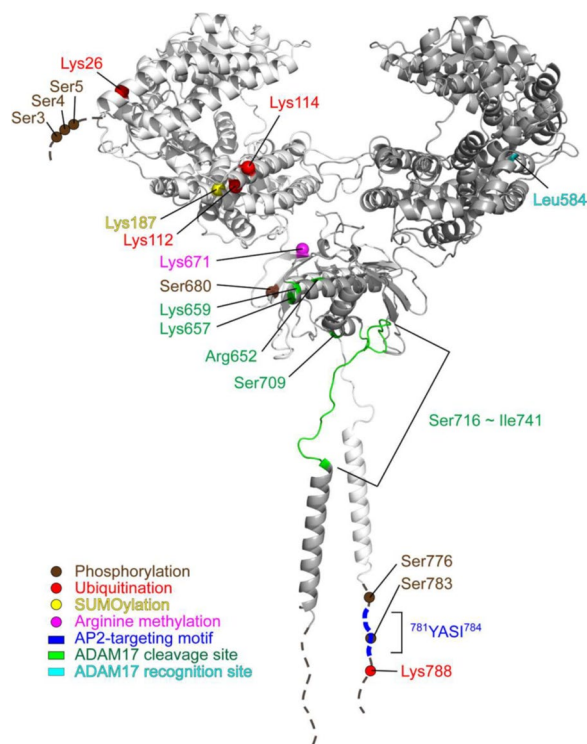 Lys26
Ser5
Ser4
Ser3
Lys114
Leu584
Lys187
Lys112
Lys671
Ser680
Lys659
Lys657
Arg652
Ser709
Ser716 ~ Ile741
Ser776
Ser783
⁷⁸¹YASI⁷⁸⁴
Lys788
Phosphorylation
Ubiquitination
SUMOylation
Arginine methylation
AP2-targeting motif
ADAM17 cleavage site
ADAM17 recognition site